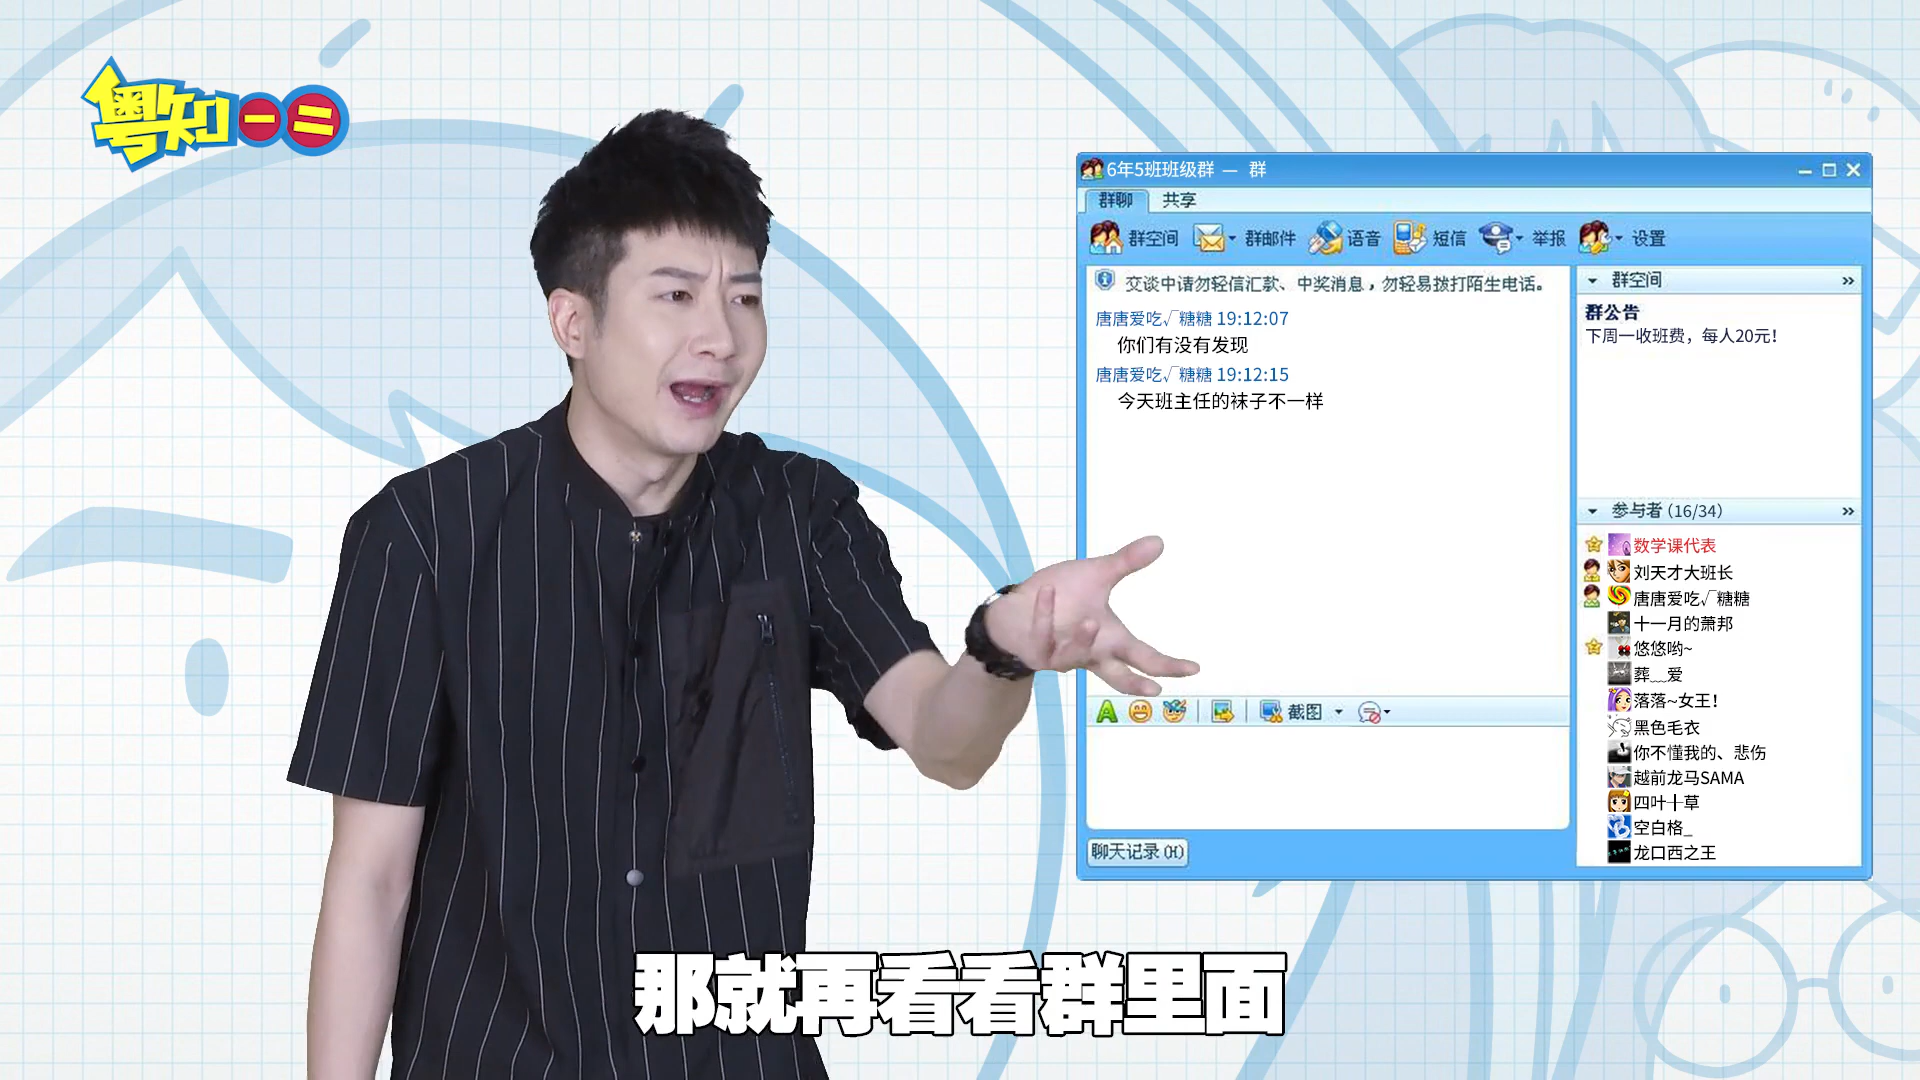 粤知一二
6年5班班级群 — 群
群聊 共享
群空间 群邮件 语音 短信 举报 设置
交谈中请勿轻信汇款、中奖消息，勿轻易拨打陌生电话。
唐唐爱吃√糖糖 19:12:07
你们有没有发现
唐唐爱吃√糖糖 19:12:15
今天班主任的袜子不一样
截图
聊天记录(H)
群空间
群公告
下周一收班费，每人20元！
参与者 (16/34)
数学课代表
刘天才大班长
唐唐爱吃√糖糖
十一月的萧邦
悠悠哟~
葬﹏爱
落落~女王！
黑色毛衣
你不懂我的、悲伤
越前龙马SAMA
四叶╂草
空白格_
龙口西之王
那就再看看群里面